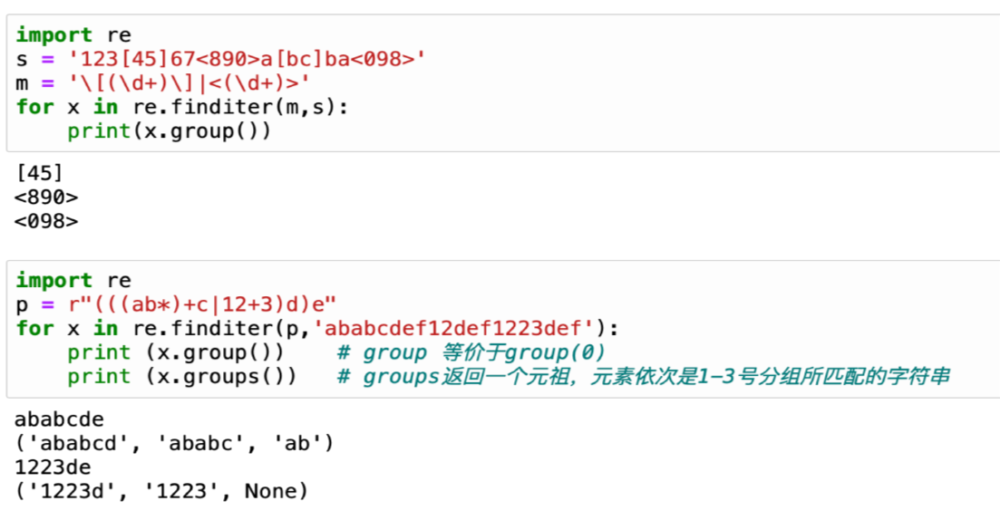 import re
s = '123[45]67<890>a[bc]ba<098>'
m = '\[(\d+)\]|<(\d+)>'
for x in re.finditer(m,s):
    print(x.group())
[45]
<890>
<098>
import re
p = r"(((ab*)+c|12+3)d)e"
for x in re.finditer(p,'ababcdef12def1223def'):
    print (x.group())    # group 等价于group(0)
    print (x.groups())   # groups返回一个元祖，元素依次是1-3号分组所匹配的字符串
ababcde
('ababcd', 'ababc', 'ab')
1223de
('1223d', '1223', None)